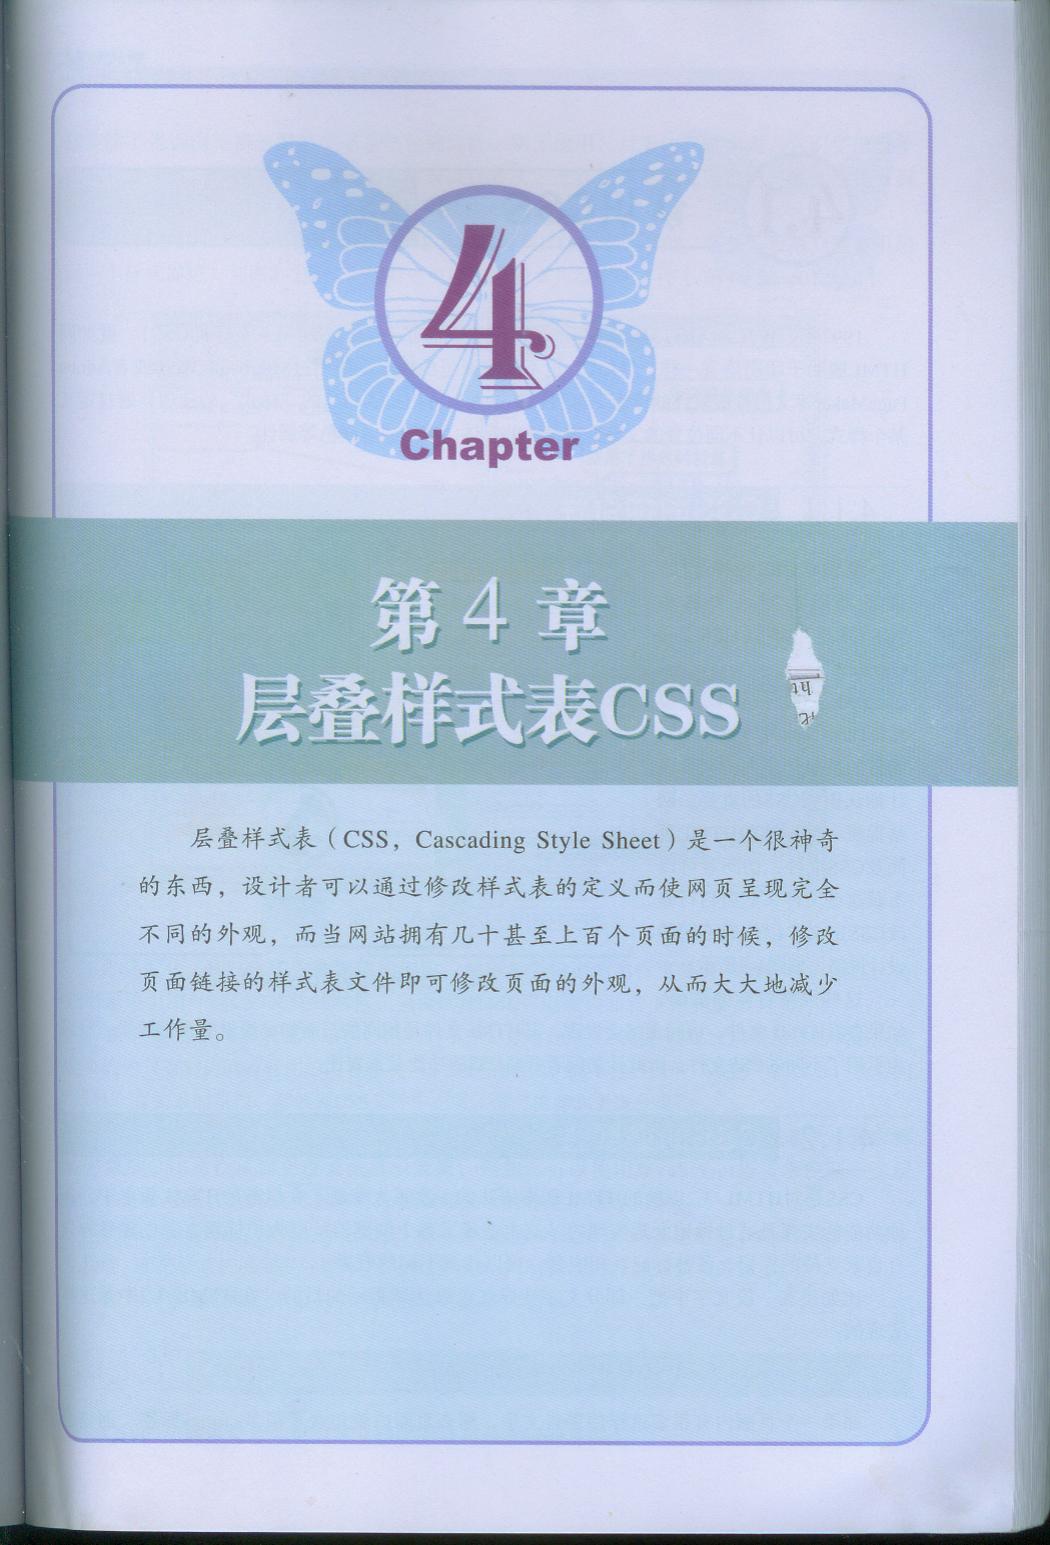 4
Chapter
第 4 章
层叠样式表CSS
层叠样式表（CSS，Cascading Style Sheet）是一个很神奇
的东西，设计者可以通过修改样式表的定义而使网页呈现完全
不同的外观，而当网站拥有几十甚至上百个页面的时候，修改
页面链接的样式表文件即可修改页面的外观，从而大大地减少
工作量。